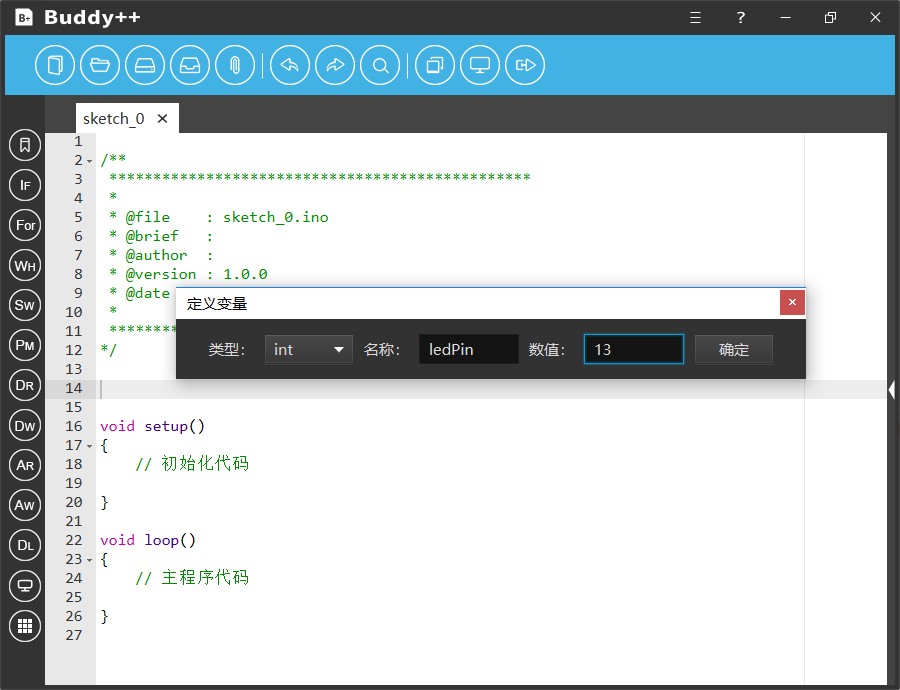 B+ Buddy++ ?
sketch_0 ×
1
2 /**
3 ************************************************
4 *
5 * @file : sketch_0.ino
6 * @brief :
7 * @author :
8 * @version : 1.0.0
9 * @date
10 *
11 ********
12 */
13
14
15
16 void setup()
17 {
18 // 初始化代码
19
20 }
21
22 void loop()
23 {
24 // 主程序代码
25
26 }
27
定义变量 ×
类型: int 名称: ledPin 数值: 13 确定
IF
For
WH
SW
PM
DR
DW
AR
AW
DL